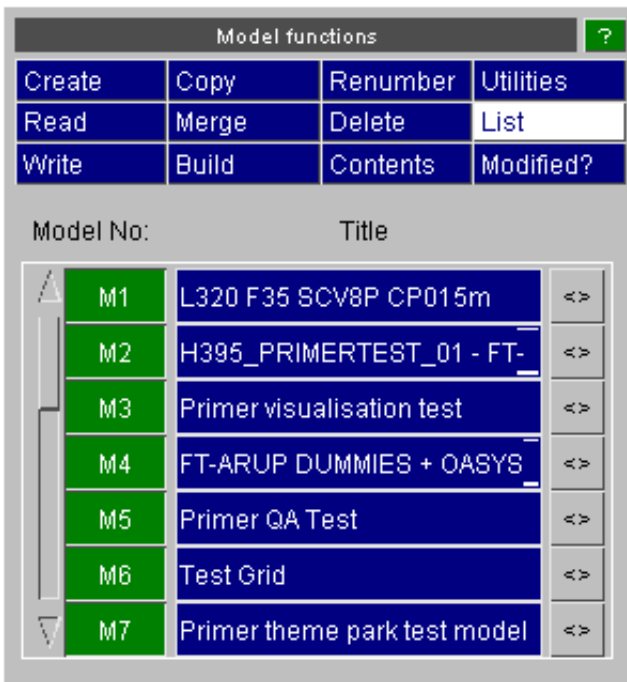 Model functions ?
Create Copy Renumber Utilities
Read Merge Delete List
Write Build Contents Modified?
Model No: Title
M1 L320 F35 SCV8P CP015m <>
M2 H395_PRIMERTEST_01 - FT- <>
M3 Primer visualisation test <>
M4 FT-ARUP DUMMIES + OASYS <>
M5 Primer QA Test <>
M6 Test Grid <>
M7 Primer theme park test model <>